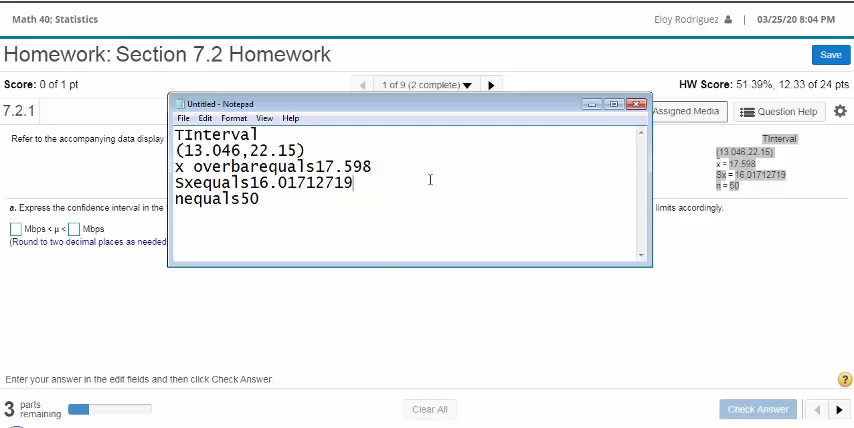 Math 40; Statistics
Eloy Rodriguez | 03/25/20 8:04 PM
Homework: Section 7.2 Homework
Save
Score: 0 of 1 pt
1 of 9 (2 complete)
HW Score: 51.39%, 12.33 of 24 pts
7.2.1
Assigned Media
Question Help
Untitled - Notepad
File Edit Format View Help
TInterval
(13.046,22.15)
x overbarequals17.598
Sxequals16.01712719
nequals50
Refer to the accompanying data display
TInterval
(13.046,22.15)
x̄ = 17.598
Sx = 16.01712719
n = 50
a. Express the confidence interval in the
limits accordingly.
Mbps < μ < Mbps
(Round to two decimal places as needed
Enter your answer in the edit fields and then click Check Answer.
?
3 parts remaining
Clear All
Check Answer